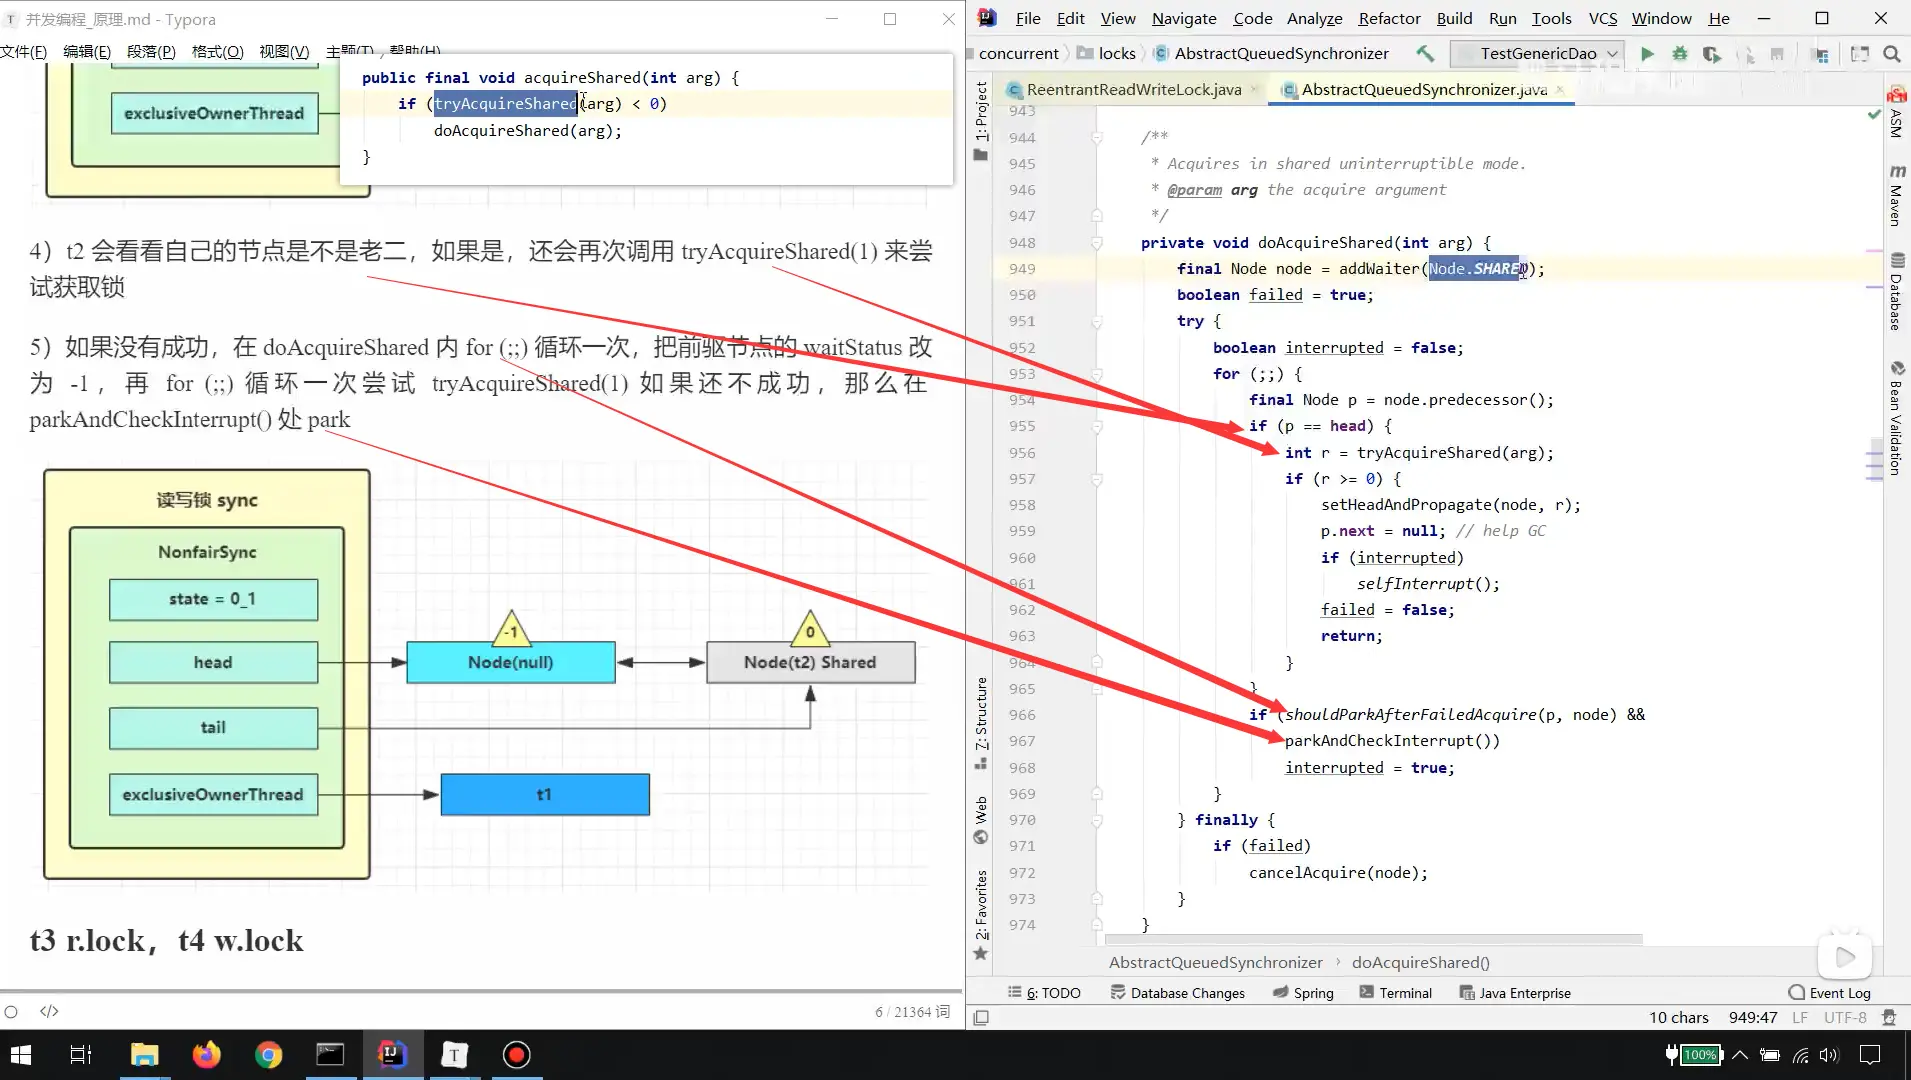 并发编程_原理.md - Typora
文件(F) 编辑(E) 段落(P) 格式(O) 视图(V) 主题(T) 帮助(H)
public final void acquireShared(int arg) {
if (tryAcquireShared(arg) < 0)
doAcquireShared(arg);
}
exclusiveOwnerThread
4）t2 会看看自己的节点是不是老二，如果是，还会再次调用 tryAcquireShared(1) 来尝
试获取锁
5）如果没有成功，在 doAcquireShared 内 for (;;) 循环一次，把前驱节点的 waitStatus 改
为 -1，再 for (;;) 循环一次尝试 tryAcquireShared(1) 如果还不成功，那么在
parkAndCheckInterrupt() 处 park
读写锁 sync
NonfairSync
state = 0_1
head
tail
exclusiveOwnerThread
-1
Node(null)
0
Node(t2) Shared
t1
t3 r.lock，t4 w.lock
</>
6 / 21364 词
File Edit View Navigate Code Analyze Refactor Build Run Tools VCS Window He
concurrent locks AbstractQueuedSynchronizer TestGenericDao
ReentrantReadWriteLock.java AbstractQueuedSynchronizer.java
1: Project
7: Structure
Web
2: Favorites
943
944 /**
945 * Acquires in shared uninterruptible mode.
946 * @param arg the acquire argument
947 */
948 private void doAcquireShared(int arg) {
949 final Node node = addWaiter(Node.SHARED);
950 boolean failed = true;
951 try {
952 boolean interrupted = false;
953 for (;;) {
954 final Node p = node.predecessor();
955 if (p == head) {
956 int r = tryAcquireShared(arg);
957 if (r >= 0) {
958 setHeadAndPropagate(node, r);
959 p.next = null; // help GC
960 if (interrupted)
961 selfInterrupt();
962 failed = false;
963 return;
964 }
965 }
966 if (shouldParkAfterFailedAcquire(p, node) &&
967 parkAndCheckInterrupt())
968 interrupted = true;
969 }
970 } finally {
971 if (failed)
972 cancelAcquire(node);
973 }
974 }
ASM
Maven
Database
Bean Validation
AbstractQueuedSynchronizer › doAcquireShared()
6: TODO Database Changes Spring Terminal Java Enterprise Event Log
10 chars 949:47 LF UTF-8
100%